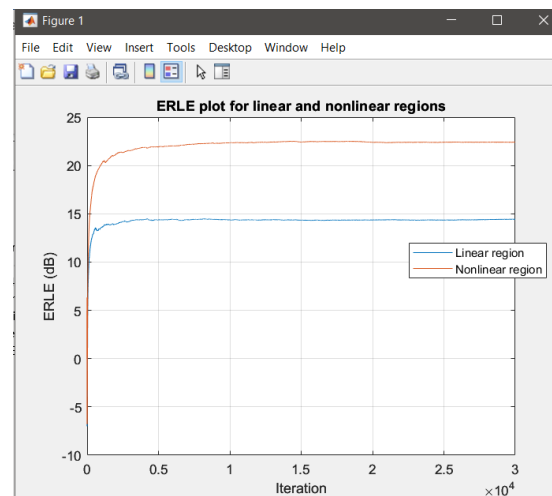 Figure 1
File Edit View Insert Tools Desktop Window Help
ERLE plot for linear and nonlinear regions
25
20
15
10
5
0
-5
-10
ERLE (dB)
Linear region
Nonlinear region
0 0.5 1 1.5 2 2.5 3
Iteration
×10⁴